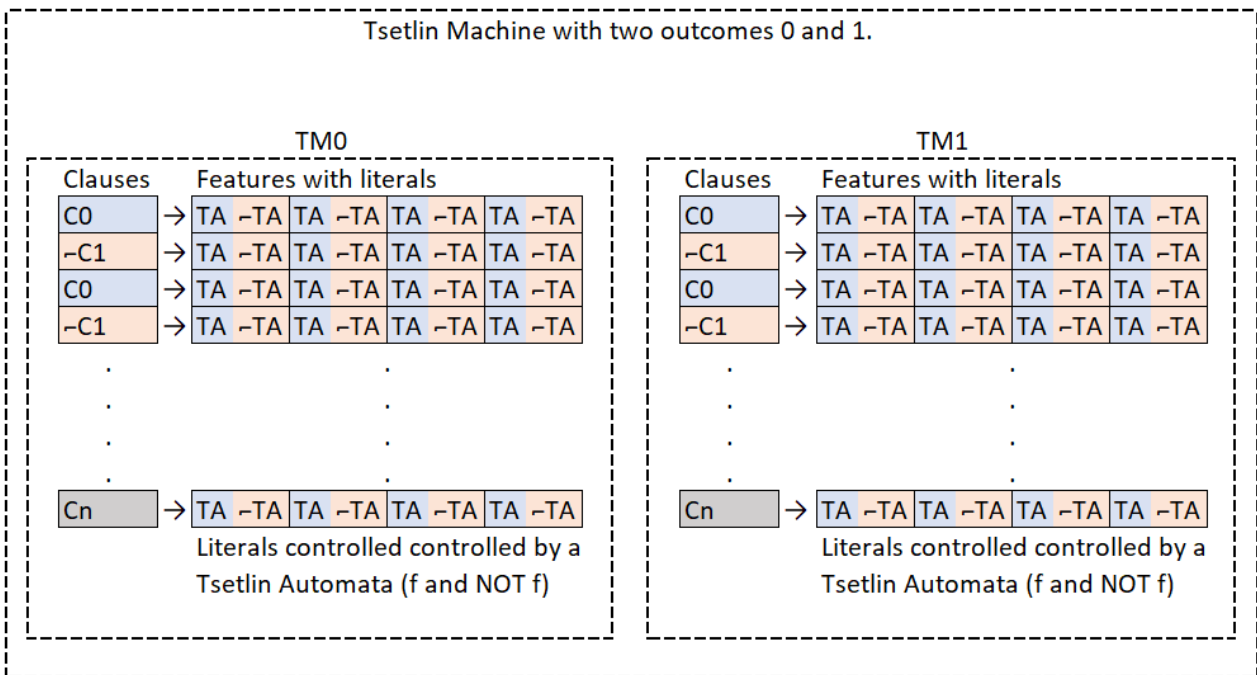 Tsetlin Machine with two outcomes 0 and 1.
TM0
Clauses Features with literals
C0 → TA ⌐TA TA ⌐TA TA ⌐TA TA ⌐TA
⌐C1 → TA ⌐TA TA ⌐TA TA ⌐TA TA ⌐TA
C0 → TA ⌐TA TA ⌐TA TA ⌐TA TA ⌐TA
⌐C1 → TA ⌐TA TA ⌐TA TA ⌐TA TA ⌐TA
. .
. .
. .
. .
Cn → TA ⌐TA TA ⌐TA TA ⌐TA TA ⌐TA
Literals controlled controlled by a
Tsetlin Automata (f and NOT f)
TM1
Clauses Features with literals
C0 → TA ⌐TA TA ⌐TA TA ⌐TA TA ⌐TA
⌐C1 → TA ⌐TA TA ⌐TA TA ⌐TA TA ⌐TA
C0 → TA ⌐TA TA ⌐TA TA ⌐TA TA ⌐TA
⌐C1 → TA ⌐TA TA ⌐TA TA ⌐TA TA ⌐TA
. .
. .
. .
. .
Cn → TA ⌐TA TA ⌐TA TA ⌐TA TA ⌐TA
Literals controlled controlled by a
Tsetlin Automata (f and NOT f)